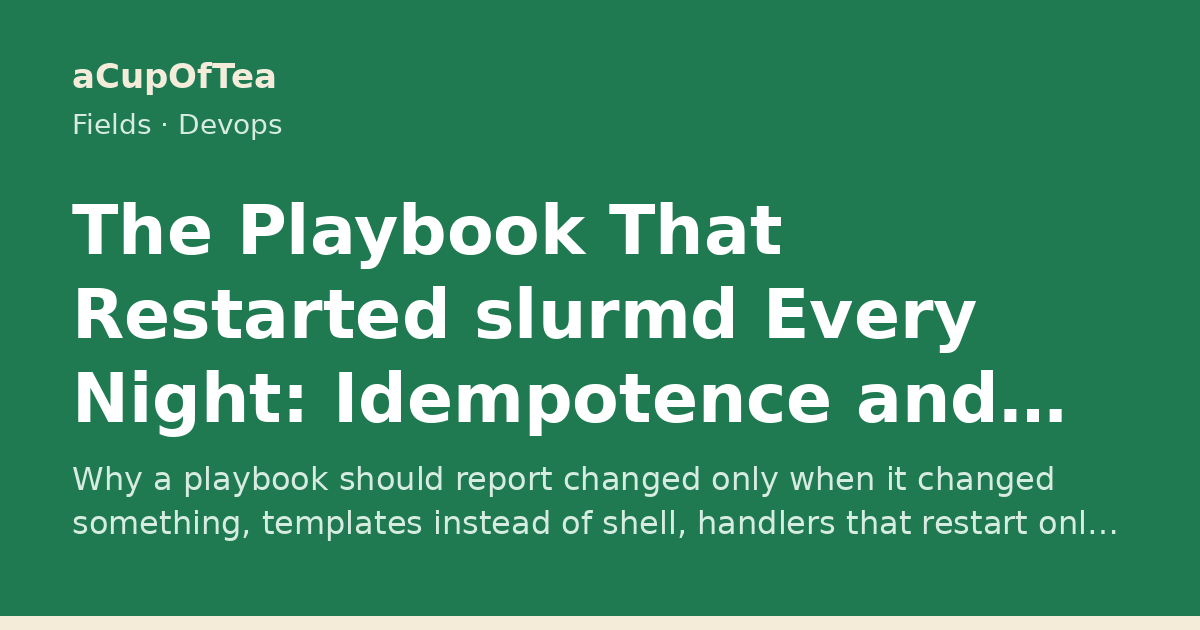 aCupOfTea
Fields · Devops
The Playbook That
Restarted slurmd Every
Night: Idempotence and…
Why a playbook should report changed only when it changed
something, templates instead of shell, handlers that restart onl…